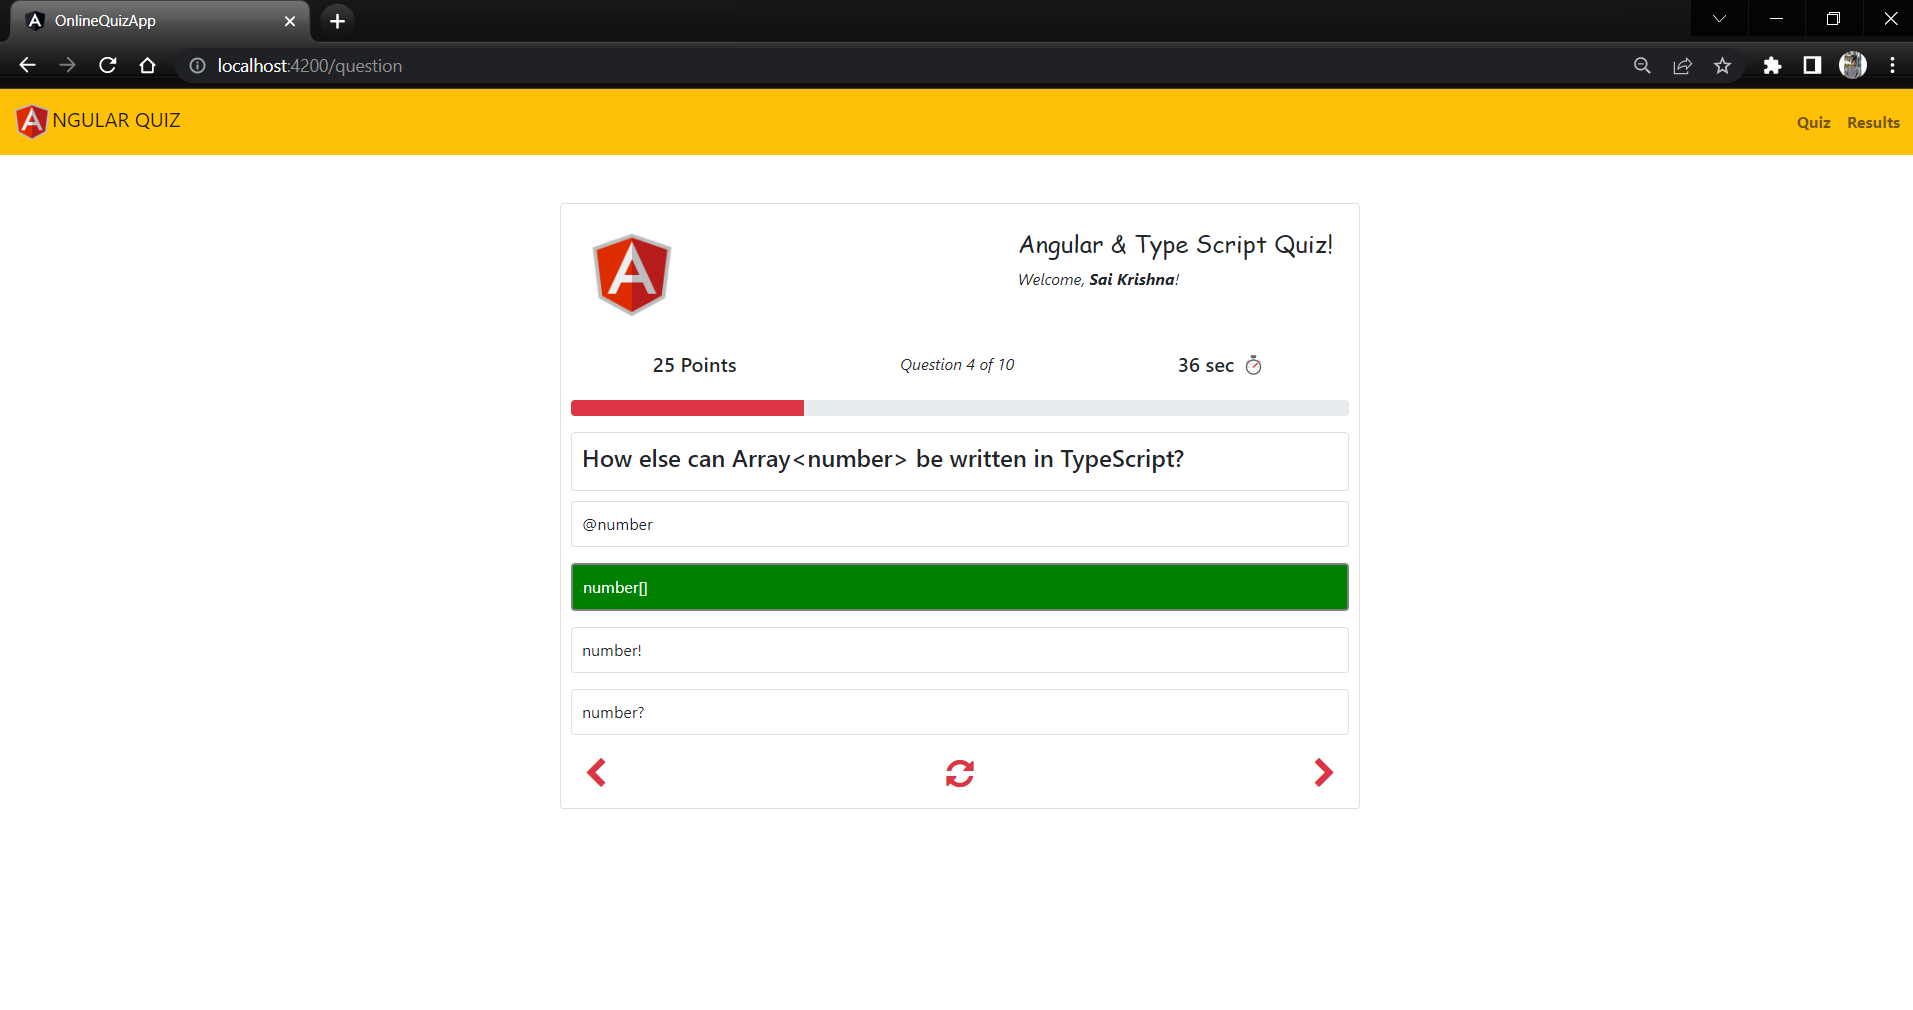 OnlineQuizApp
localhost:4200/question
NGULAR QUIZ
Quiz Results
Angular & Type Script Quiz!
Welcome, Sai Krishna!
25 Points
Question 4 of 10
36 sec
How else can Array<number> be written in TypeScript?
@number
number[]
number!
number?